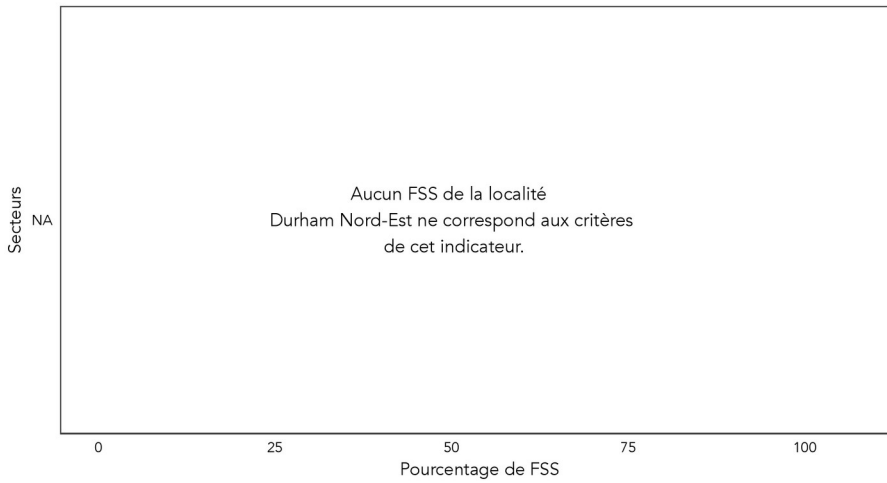 Secteurs
NA
Aucun FSS de la localité
Durham Nord-Est ne correspond aux critères
de cet indicateur.
0 25 50 75 100
Pourcentage de FSS